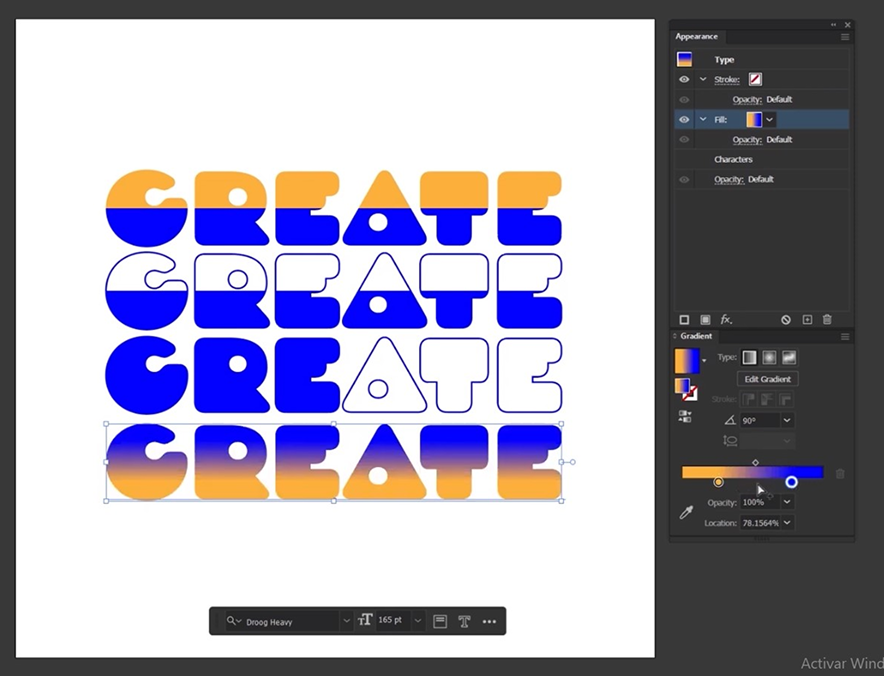 Appearance
Type
Stroke:
Opacity: Default
Fill:
Opacity: Default
Characters
Opacity: Default
fx
Gradient
Type:
Edit Gradient
Stroke:
90°
Opacity: 100%
Location: 78.1564%
CREATE
CREATE
CREATE
CREATE
Droog Heavy
165 pt
Activar Wind